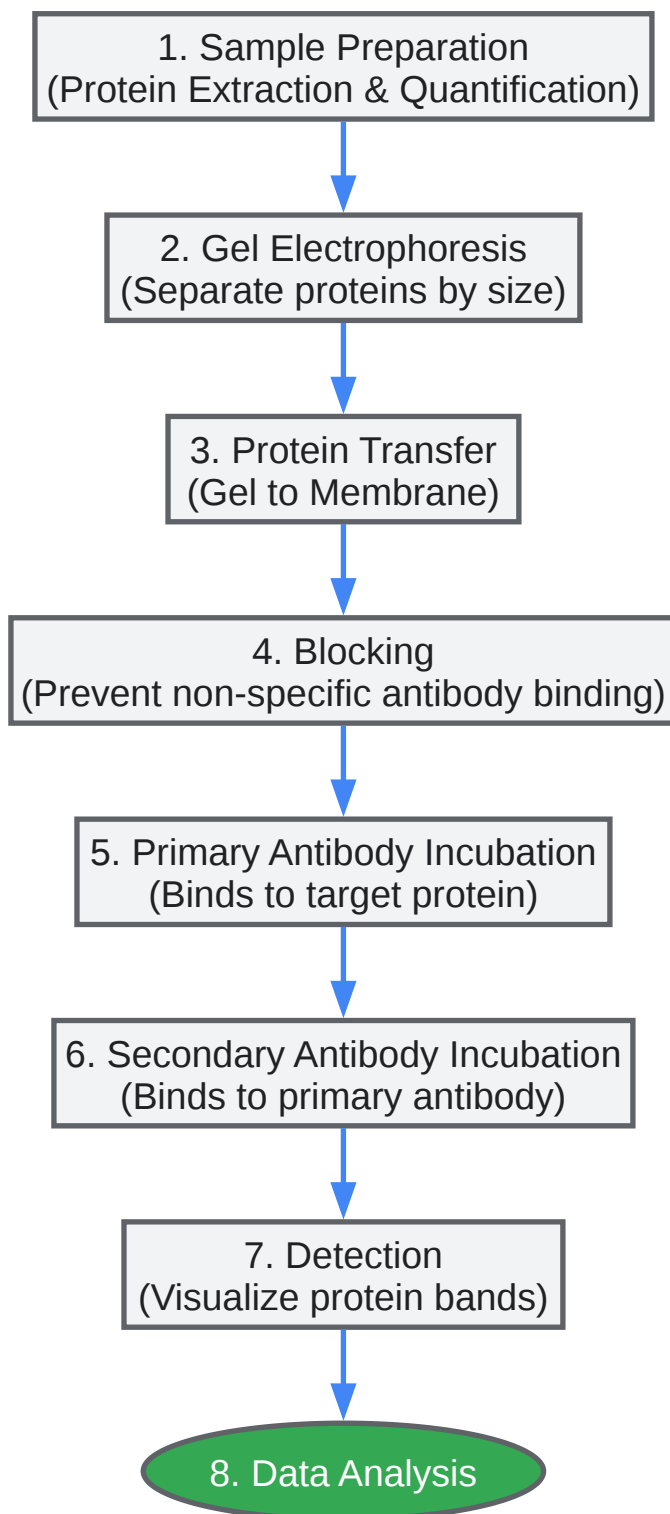 1. Sample Preparation
(Protein Extraction & Quantification)
2. Gel Electrophoresis
(Separate proteins by size)
3. Protein Transfer
(Gel to Membrane)
4. Blocking
(Prevent non-specific antibody binding)
5. Primary Antibody Incubation
(Binds to target protein)
6. Secondary Antibody Incubation
(Binds to primary antibody)
7. Detection
(Visualize protein bands)
8. Data Analysis